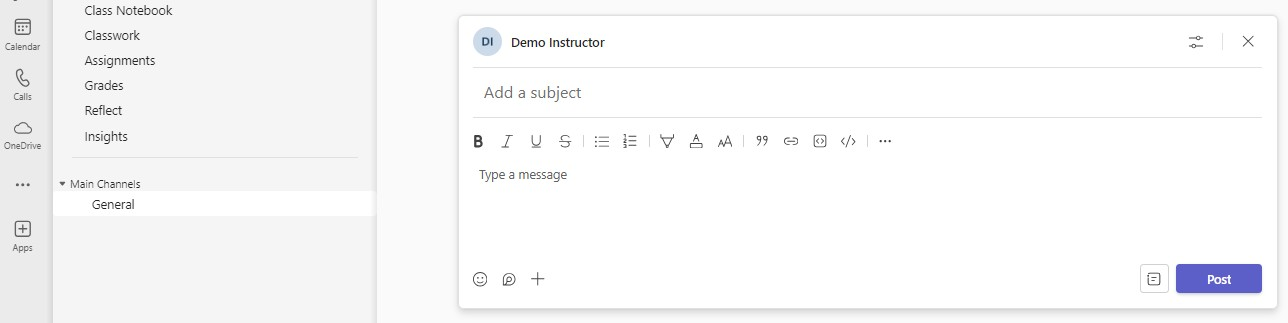 Calendar
Calls
OneDrive
Apps
Class Notebook
Classwork
Assignments
Grades
Reflect
Insights
Main Channels
General
DI Demo Instructor
Add a subject
Type a message
Post